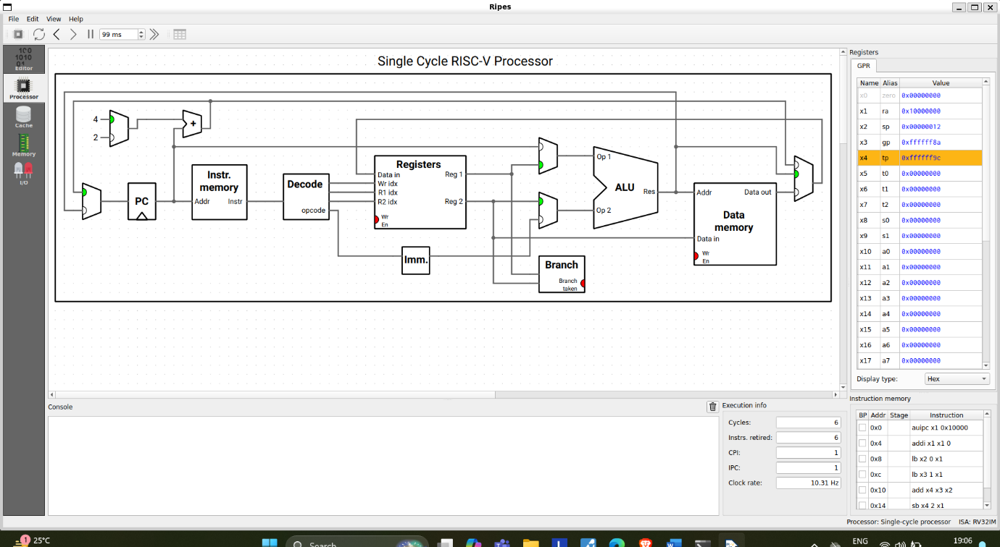 Ripes
File Edit View Help
99 ms
Editor
Processor
Cache
Memory
I/O
Single Cycle RISC-V Processor
4
2
+
PC
Instr. memory
Addr
Instr
Decode
opcode
Registers
Data in
Wr idx
R1 idx
R2 idx
Wr En
Reg 1
Reg 2
Imm.
Op 1
Op 2
ALU
Res
Branch
Branch taken
Addr
Data out
Data memory
Data in
Wr En
Registers
GPR
Name Alias Value
x0 zero 0x00000000
x1 ra 0x10000000
x2 sp 0x00000012
x3 gp 0xffffff8a
x4 tp 0xffffff9c
x5 t0 0x00000000
x6 t1 0x00000000
x7 t2 0x00000000
x8 s0 0x00000000
x9 s1 0x00000000
x10 a0 0x00000000
x11 a1 0x00000000
x12 a2 0x00000000
x13 a3 0x00000000
x14 a4 0x00000000
x15 a5 0x00000000
x16 a6 0x00000000
x17 a7 0x00000000
Display type: Hex
Console
Execution info
Cycles: 6
Instrs. retired: 6
CPI: 1
IPC: 1
Clock rate: 10.31 Hz
Instruction memory
BP Addr Stage Instruction
0x0 auipc x1 0x10000
0x4 addi x1 x1 0
0x8 lb x2 0 x1
0xc lb x3 1 x1
0x10 add x4 x3 x2
0x14 sb x4 2 x1
Processor: Single-cycle processor ISA: RV32IM
1
25°C
Search
ENG
19:06